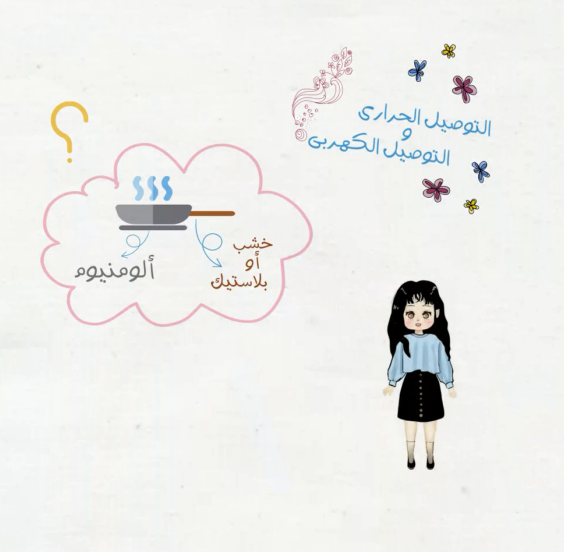 التوصيل الحرارى
و
التوصيل الكهربى
؟
خشب
أو
بلاستيك
ألومنيوم